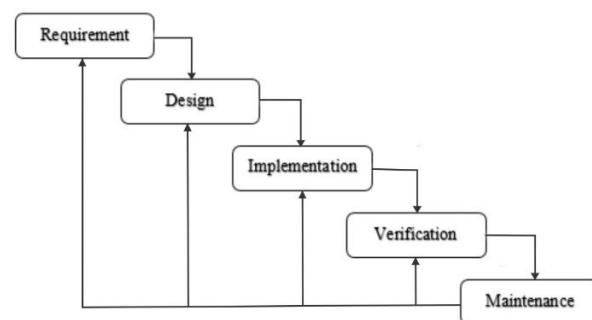 Requirement
Design
Implementation
Verification
Maintenance